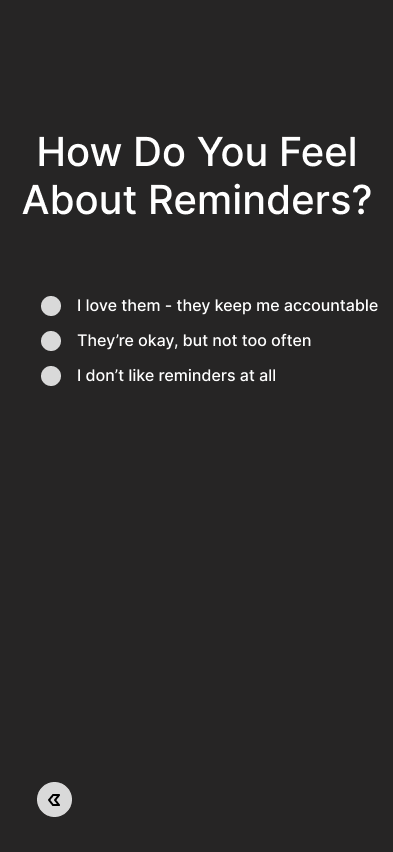 How Do You Feel
About Reminders?
I love them - they keep me accountable
They’re okay, but not too often
I don’t like reminders at all